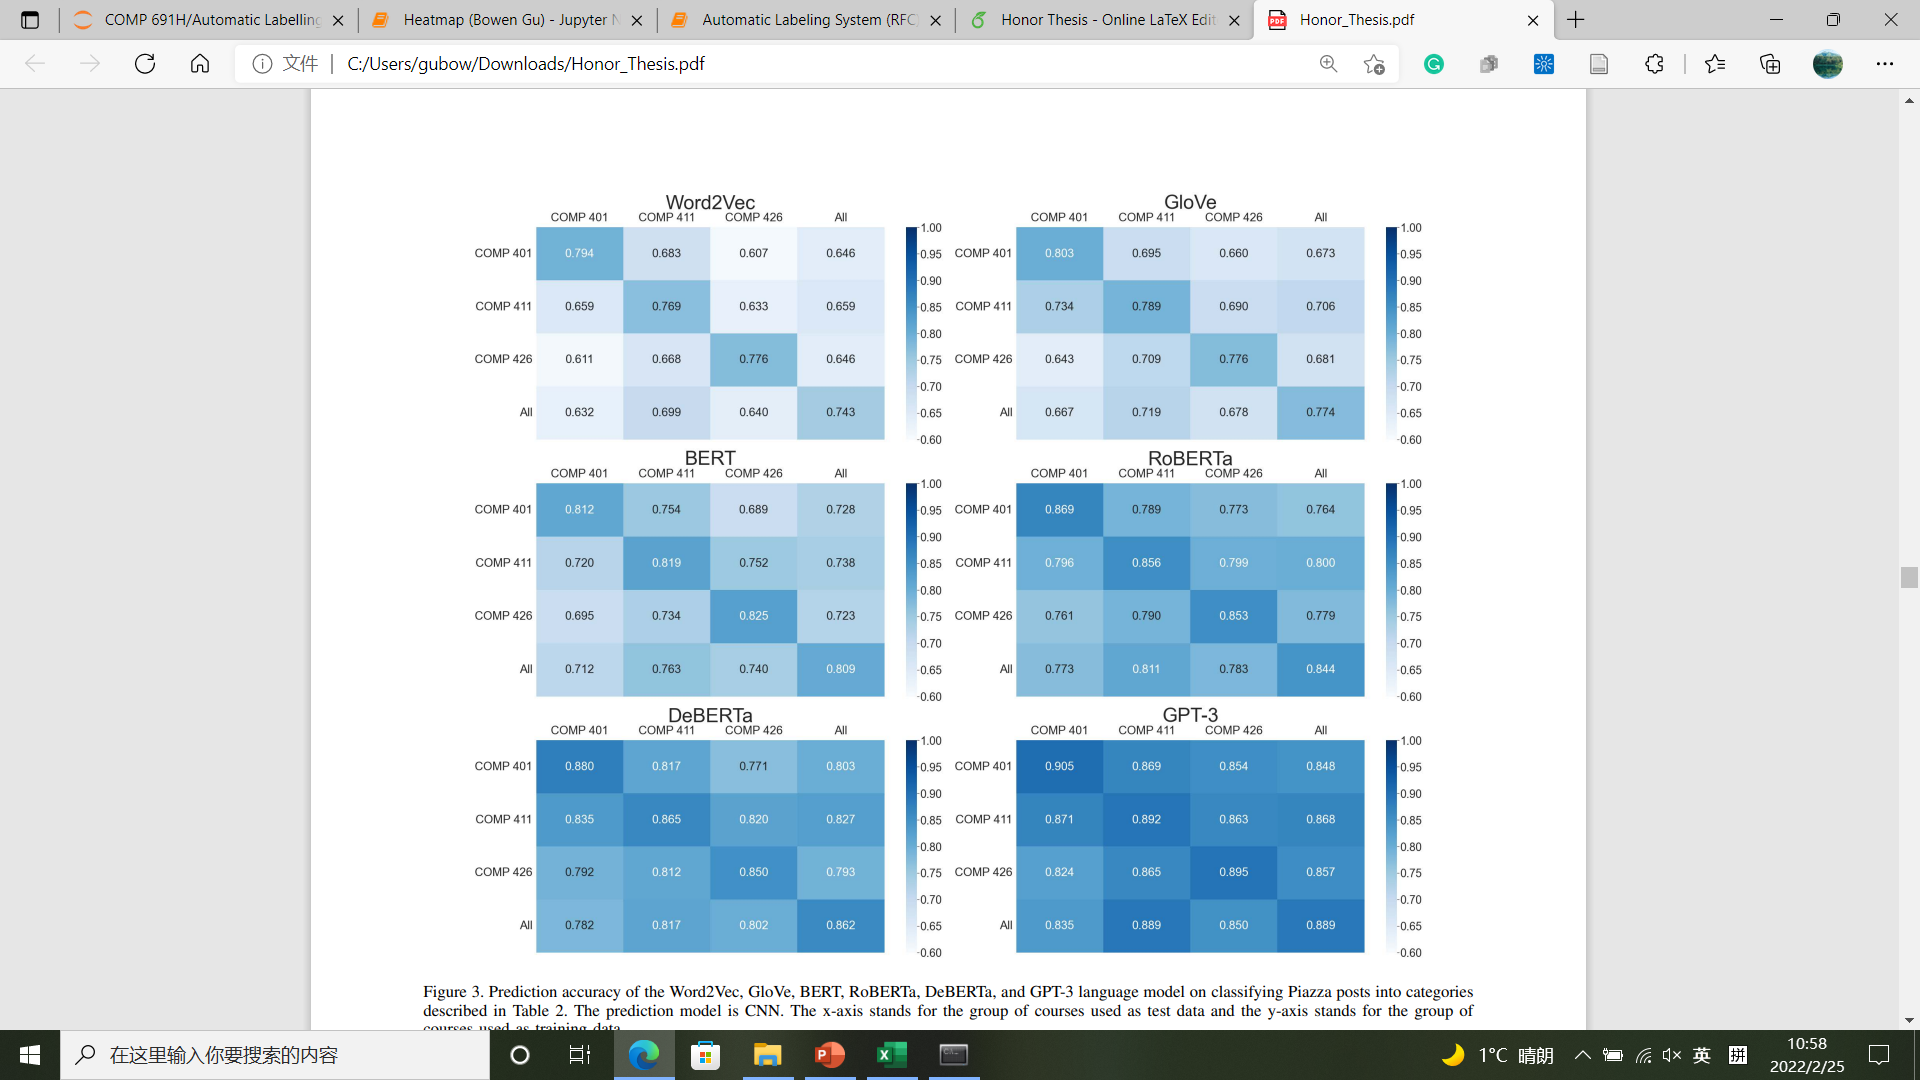 COMP 691H/Automatic Labelling
Heatmap (Bowen Gu) - Jupyter N
Automatic Labeling System (RFC
Honor Thesis - Online LaTeX Edit
Honor_Thesis.pdf
文件 | C:/Users/gubow/Downloads/Honor_Thesis.pdf
Word2Vec
COMP 401 COMP 411 COMP 426 All
COMP 401 0.794 0.683 0.607 0.646
COMP 411 0.659 0.769 0.633 0.659
COMP 426 0.611 0.668 0.776 0.646
All 0.632 0.699 0.640 0.743
1.00
0.95
0.90
0.85
0.80
0.75
0.70
0.65
0.60
GloVe
COMP 401 COMP 411 COMP 426 All
COMP 401 0.803 0.695 0.660 0.673
COMP 411 0.734 0.789 0.690 0.706
COMP 426 0.643 0.709 0.776 0.681
All 0.667 0.719 0.678 0.774
1.00
0.95
0.90
0.85
0.80
0.75
0.70
0.65
0.60
BERT
COMP 401 COMP 411 COMP 426 All
COMP 401 0.812 0.754 0.689 0.728
COMP 411 0.720 0.819 0.752 0.738
COMP 426 0.695 0.734 0.825 0.723
All 0.712 0.763 0.740 0.809
1.00
0.95
0.90
0.85
0.80
0.75
0.70
0.65
0.60
RoBERTa
COMP 401 COMP 411 COMP 426 All
COMP 401 0.869 0.789 0.773 0.764
COMP 411 0.796 0.856 0.799 0.800
COMP 426 0.761 0.790 0.853 0.779
All 0.773 0.811 0.783 0.844
1.00
0.95
0.90
0.85
0.80
0.75
0.70
0.65
0.60
DeBERTa
COMP 401 COMP 411 COMP 426 All
COMP 401 0.880 0.817 0.771 0.803
COMP 411 0.835 0.865 0.820 0.827
COMP 426 0.792 0.812 0.850 0.793
All 0.782 0.817 0.802 0.862
1.00
0.95
0.90
0.85
0.80
0.75
0.70
0.65
0.60
GPT-3
COMP 401 COMP 411 COMP 426 All
COMP 401 0.905 0.869 0.854 0.848
COMP 411 0.871 0.892 0.863 0.868
COMP 426 0.824 0.865 0.895 0.857
All 0.835 0.889 0.850 0.889
1.00
0.95
0.90
0.85
0.80
0.75
0.70
0.65
0.60
Figure 3. Prediction accuracy of the Word2Vec, GloVe, BERT, RoBERTa, DeBERTa, and GPT-3 language model on classifying Piazza posts into categories
described in Table 2. The prediction model is CNN. The x-axis stands for the group of courses used as test data and the y-axis stands for the group of
courses used as training data
在这里输入你要搜索的内容
1°C 晴朗
英
拼
10:58
2022/2/25